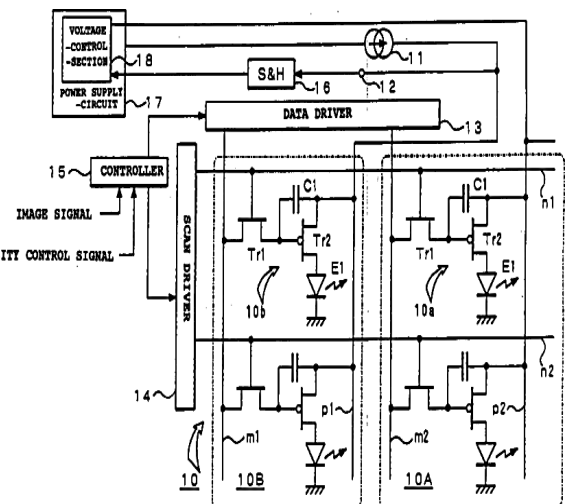 VOLTAGE
-CONTROL
-SECTION
18
POWER SUPPLY
-CIRCUIT
17
11
S&H
16
12
DATA DRIVER
13
15
CONTROLLER
IMAGE SIGNAL
ITY CONTROL SIGNAL
SCAN DRIVER
14
n1
C1
C1
Tr1
Tr2
Tr1
Tr2
E1
E1
10b
10a
n2
p1
p2
m1
m2
10
10B
10A